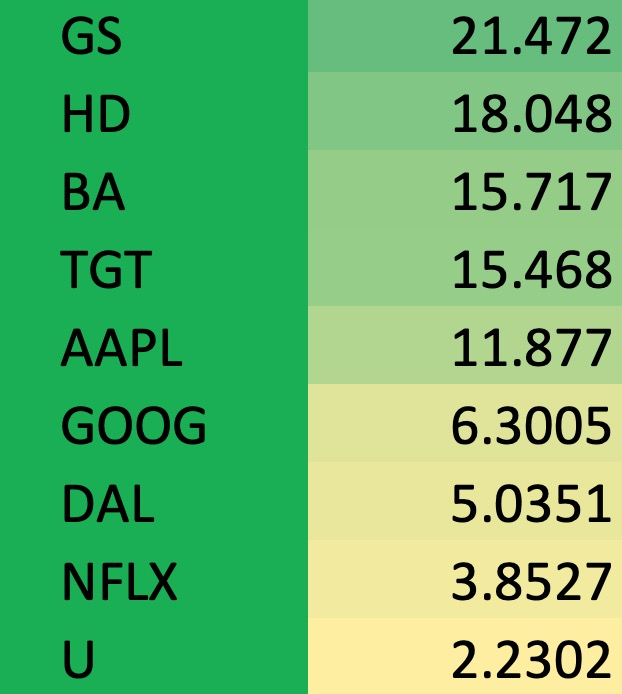 GS 21.472
HD 18.048
BA 15.717
TGT 15.468
AAPL 11.877
GOOG 6.3005
DAL 5.0351
NFLX 3.8527
U 2.2302